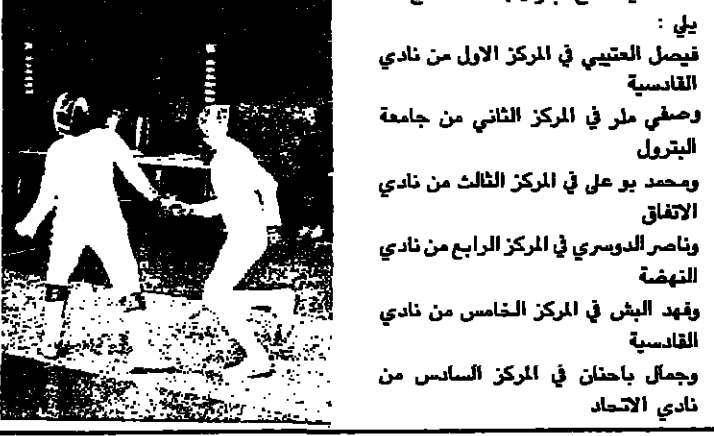 يلي :
فيصل العتيبي في المركز الاول من نادي
القادسية
وصفي ملر في المركز الثاني من جامعة
البترول
ومحمد بو علي في المركز الثالث من نادي
الاتفاق
وناصر الدوسري في المركز الرابع من نادي
النهضة
وفهد البش في المركز الخامس من نادي
القادسية
وجمال باحنان في المركز السادس من
نادي الاتحاد